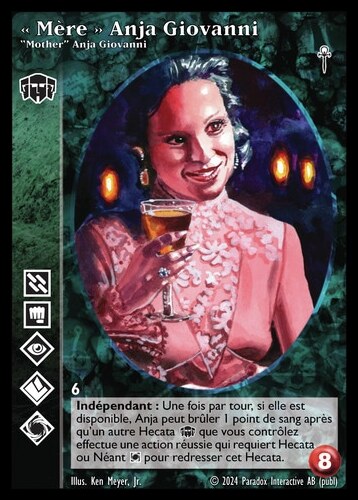 « Mère » Anja Giovanni
"Mother" Anja Giovanni
6
Indépendant : Une fois par tour, si elle est
disponible, Anja peut brûler 1 point de sang après
qu'un autre Hecata que vous contrôlez
effectue une action réussie qui requiert Hecata
ou Néant pour redresser cet Hecata.
8
Illus. Ken Meyer, Jr.
© 2024 Paradox Interactive AB (publ)